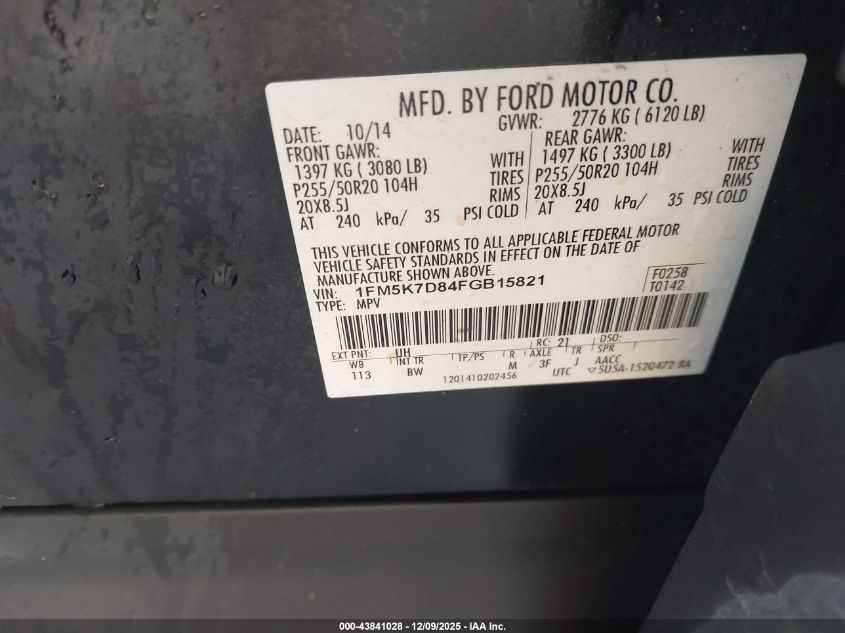 MFD. BY FORD MOTOR CO.
DATE: 10/14 GVWR: 2776 KG ( 6120 LB)
FRONT GAWR: REAR GAWR:
1397 KG ( 3080 LB) WITH 1497 KG ( 3300 LB) WITH
P255/50R20 104H TIRES P255/50R20 104H TIRES
20X8.5J RIMS 20X8.5J RIMS
AT 240 kPa/ 35 PSI COLD AT 240 kPa/ 35 PSI COLD
THIS VEHICLE CONFORMS TO ALL APPLICABLE FEDERAL MOTOR
VEHICLE SAFETY STANDARDS IN EFFECT ON THE DATE OF
MANUFACTURE SHOWN ABOVE.
VIN: 1FM5K7D84FGB15821 F0258
TYPE: MPV T0142
EXT PNT: UH RC: 21 DSO:
WB INT TR TP/PS R AXLE TR SPR
113 BW M 3F J AACC
1201410202456 UTC ▽5U5A-1520472-BA
000-43841028 - 12/09/2025 - IAA Inc.